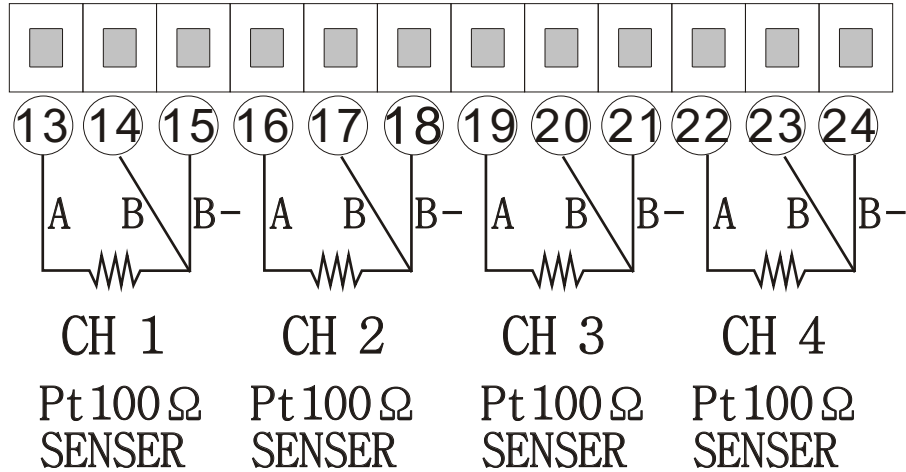 13 14 15 16 17 18 19 20 21 22 23 24
A B B- A B B- A B B- A B B-
CH 1 CH 2 CH 3 CH 4
Pt100Ω Pt100Ω Pt100Ω Pt100Ω
SENSER SENSER SENSER SENSER